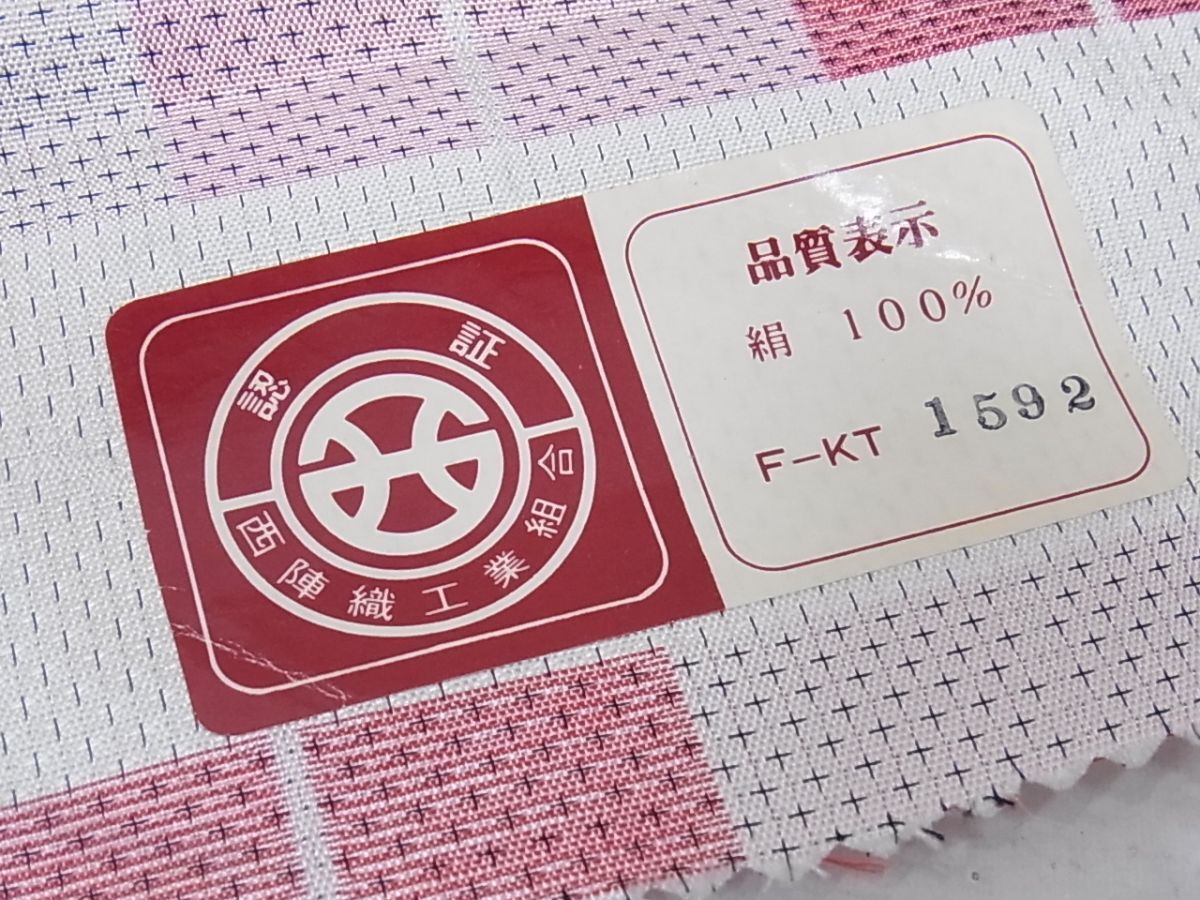 認証
西陣織工業組合
品質表示
絹 100%
F-KT 1592